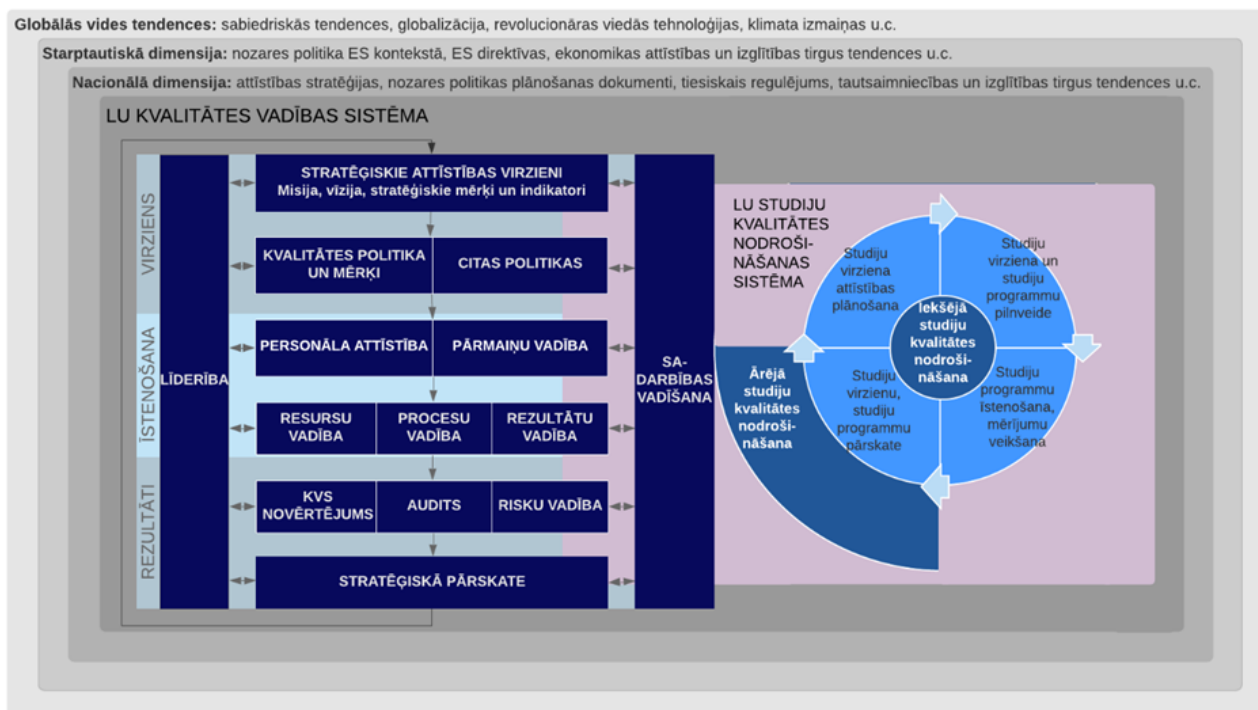 Globālās vides tendences: sabiedriskās tendences, globalizācija, revolucionāras viedās tehnoloģijas, klimata izmaiņas u.c.
Starptautiskā dimensija: nozares politika ES kontekstā, ES direktīvas, ekonomikas attīstības un izglītības tirgus tendences u.c.
Nacionālā dimensija: attīstības stratēģijas, nozares politikas plānošanas dokumenti, tiesiskais regulējums, tautsaimniecības un izglītības tirgus tendences u.c.
LU KVALITĀTES VADĪBAS SISTĒMA
VIRZIENS
ĪSTENOŠANA
REZULTĀTI
LĪDERĪBA
STRATĒĢISKIE ATTĪSTĪBAS VIRZIENI
Misija, vīzija, stratēģiskie mērķi un indikatori
KVALITĀTES POLITIKA
UN MĒRĶI
CITAS POLITIKAS
PERSONĀLA ATTĪSTĪBA
PĀRMAIŅU VADĪBA
RESURSU
VADĪBA
PROCESU
VADĪBA
REZULTĀTU
VADĪBA
KVS
NOVĒRTĒJUMS
AUDITS
RISKU VADĪBA
STRATĒĢISKĀ PĀRSKATE
SA-
DARBĪBAS
VADĪŠANA
LU STUDIJU
KVALITĀTES
NODROŠI-
NĀŠANAS
SISTĒMA
Studiju
virziena
attīstības
plānošana
Studiju
virziena un
studiju
programmu
pilnveide
Iekšējā
studiju
kvalitātes
nodroši-
nāšana
Ārējā
studiju
kvalitātes
nodroši-
nāšana
Studiju
virzienu,
studiju
programmu
pārskate
Studiju
programmu
īstenošana,
mērījumu
veikšana